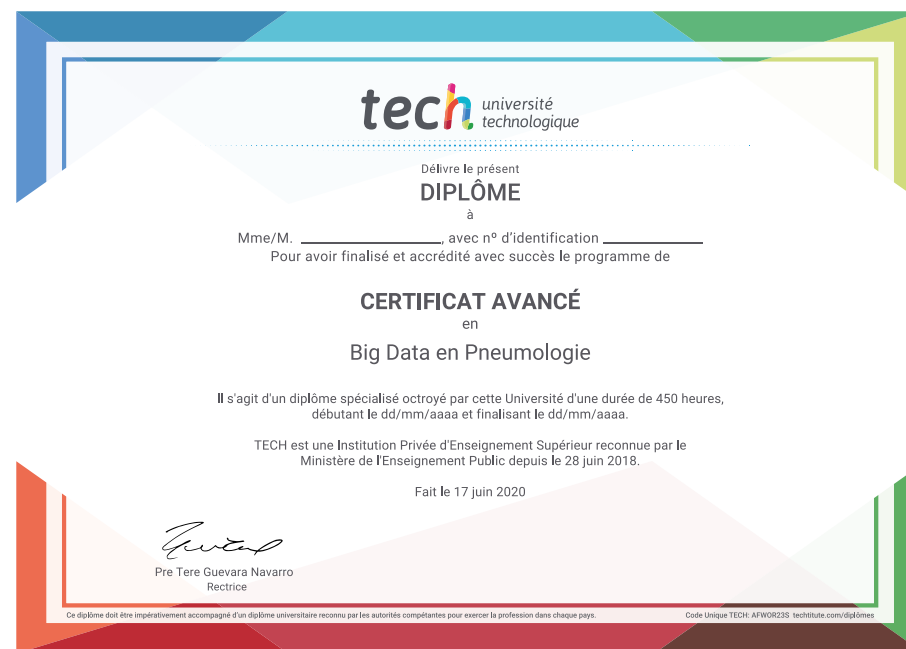 tech université
technologique
Délivre le présent
DIPLÔME
à
Mme/M. ____________________, avec nº d'identification ______________
Pour avoir finalisé et accrédité avec succès le programme de
CERTIFICAT AVANCÉ
en
Big Data en Pneumologie
Il s'agit d'un diplôme spécialisé octroyé par cette Université d'une durée de 450 heures,
débutant le dd/mm/aaaa et finalisant le dd/mm/aaaa.
TECH est une Institution Privée d'Enseignement Supérieur reconnue par le
Ministère de l'Enseignement Public depuis le 28 juin 2018.
Fait le 17 juin 2020
Pre Tere Guevara Navarro
Rectrice
Ce diplôme doit être impérativement accompagné d'un diplôme universitaire reconnu par les autorités compétentes pour exercer la profession dans chaque pays.
Code Unique TECH: AFWOR23S techtitute.com/diplômes